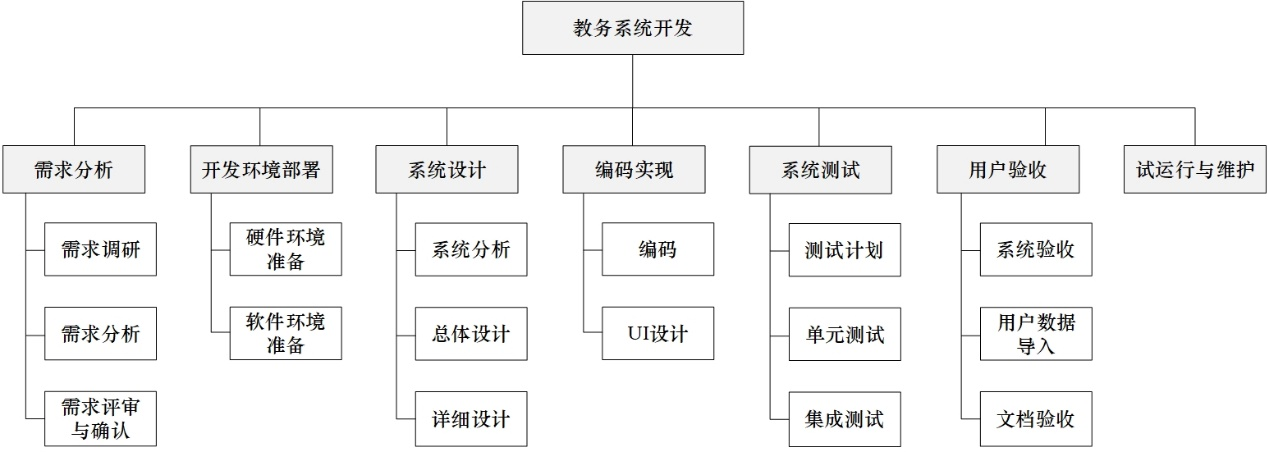 教务系统开发
需求分析
开发环境部署
系统设计
编码实现
系统测试
用户验收
试运行与维护
需求调研
需求分析
需求评审
与确认
硬件环境
准备
软件环境
准备
系统分析
总体设计
详细设计
编码
UI设计
测试计划
单元测试
集成测试
系统验收
用户数据
导入
文档验收